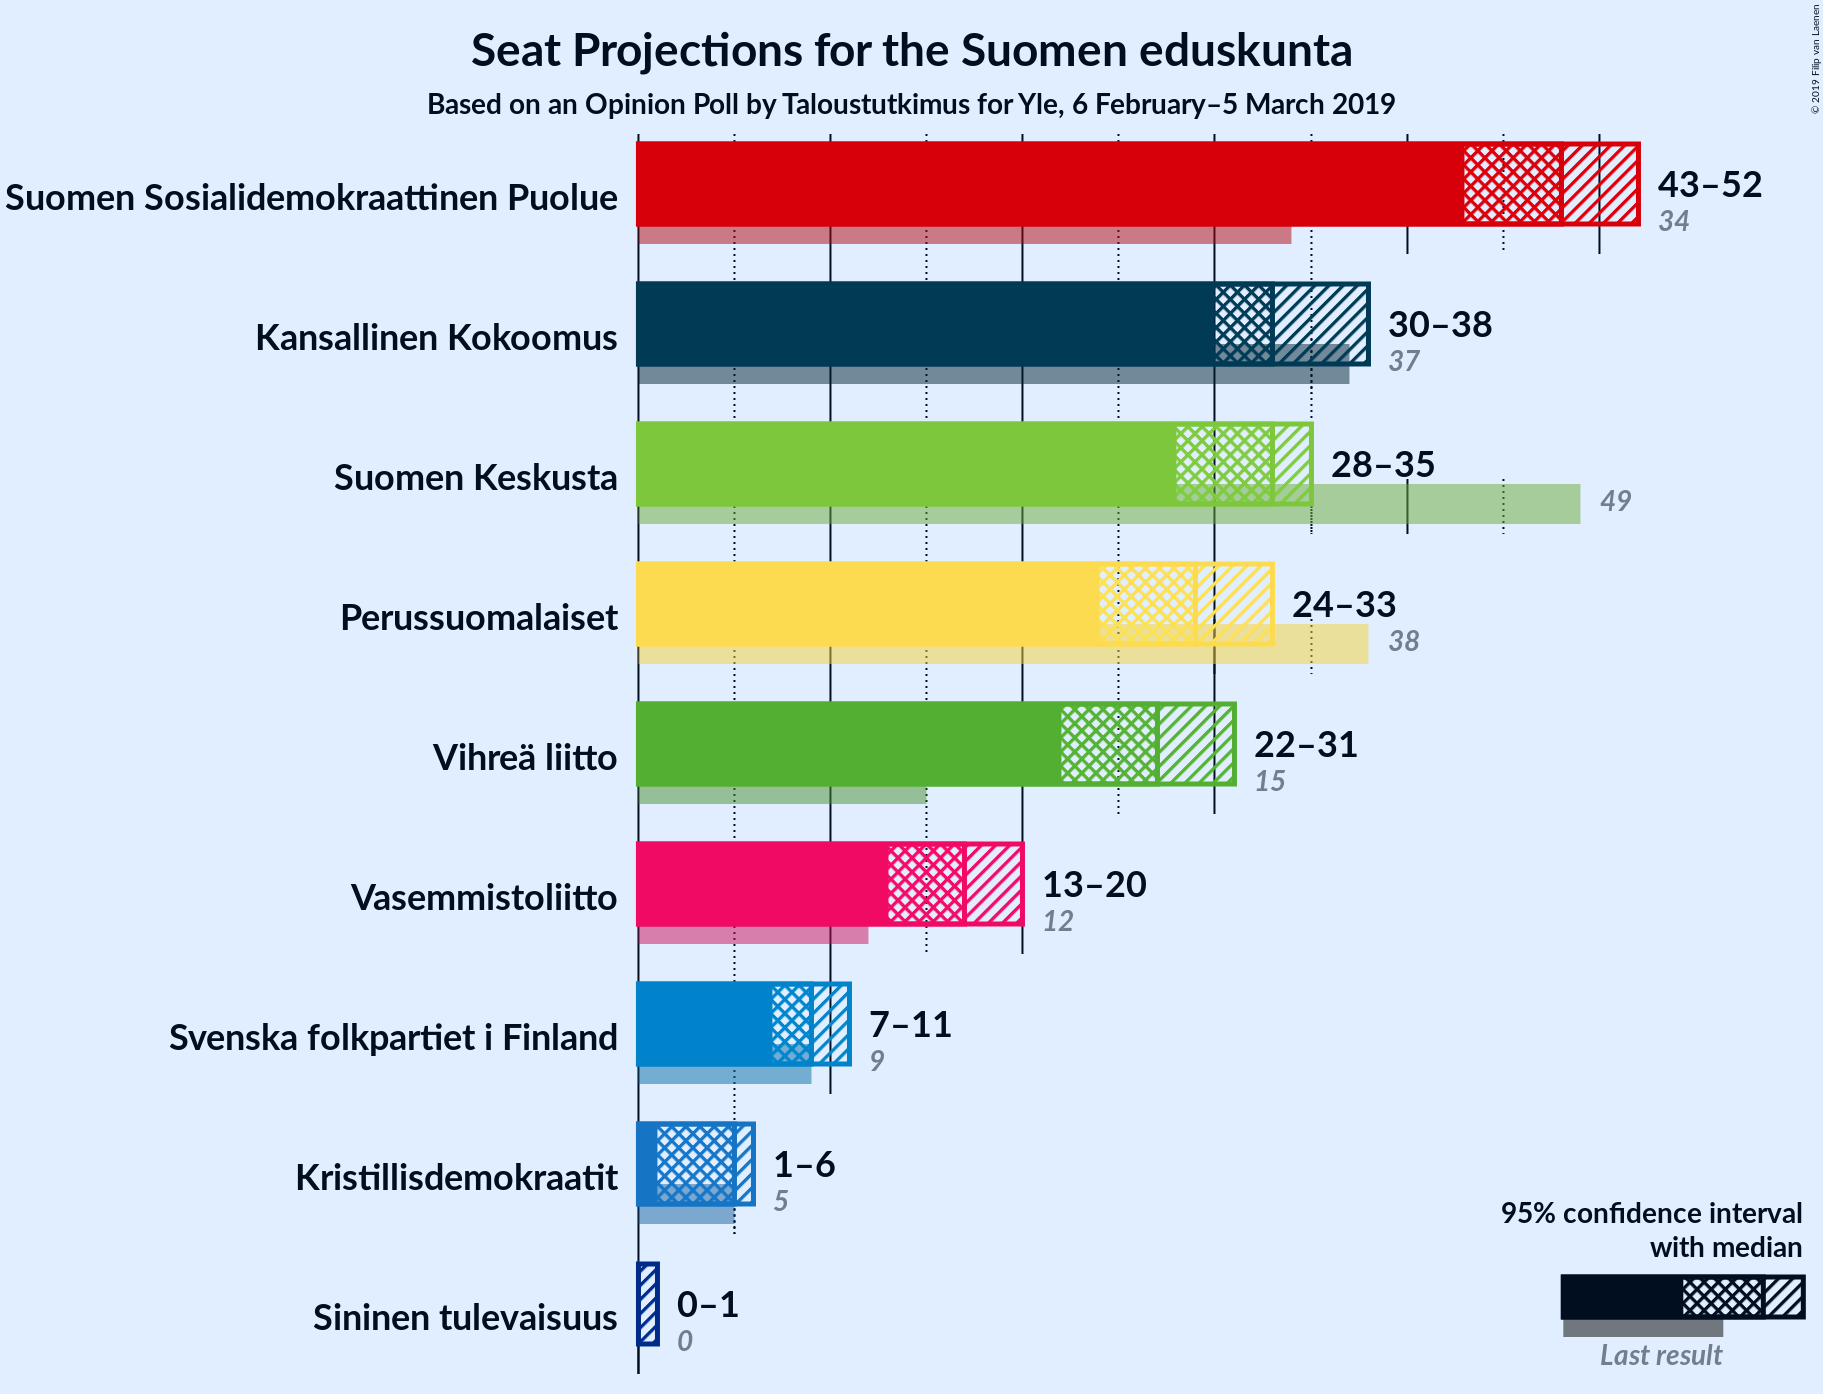 Seat Projections for the Suomen eduskunta
Based on an Opinion Poll by Taloustutkimus for Yle, 6 February–5 March 2019
© 2019 Filip van Laenen
Suomen Sosialidemokraattinen Puolue
43–52
34
Kansallinen Kokoomus
30–38
37
Suomen Keskusta
28–35
49
Perussuomalaiset
24–33
38
Vihreä liitto
22–31
15
Vasemmistoliitto
13–20
12
Svenska folkpartiet i Finland
7–11
9
Kristillisdemokraatit
1–6
5
Sininen tulevaisuus
0–1
0
95% confidence interval
with median
Last result